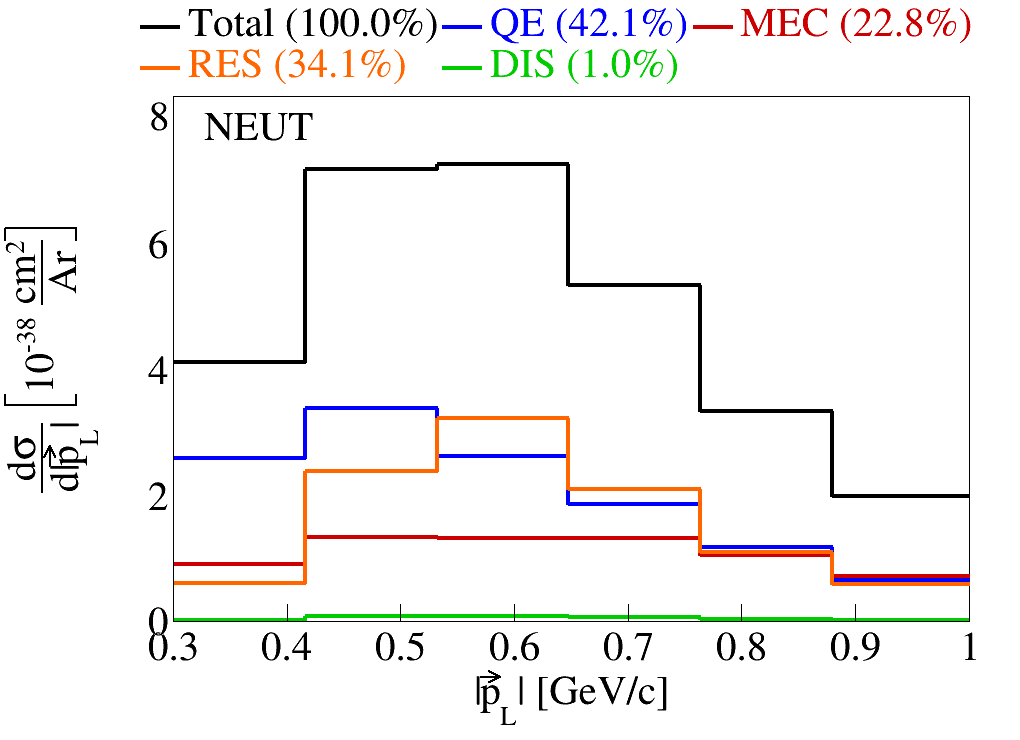 Total (100.0%) QE (42.1%) MEC (22.8%)
RES (34.1%) DIS (1.0%)
NEUT
8
6
4
2
0
0.3 0.4 0.5 0.6 0.7 0.8 0.9 1
|p⃗_L| [GeV/c]
dσ/d|p⃗_L| [10^-38 cm²/Ar]